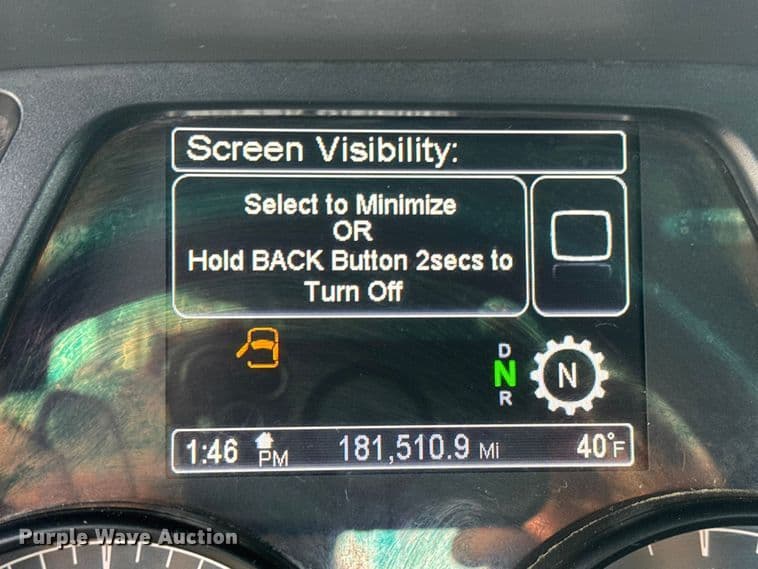 Screen Visibility:
Select to Minimize
OR
Hold BACK Button 2secs to
Turn Off
D
N
R
N
1:46 PM 181,510.9 Mi 40°F
Purple Wave Auction